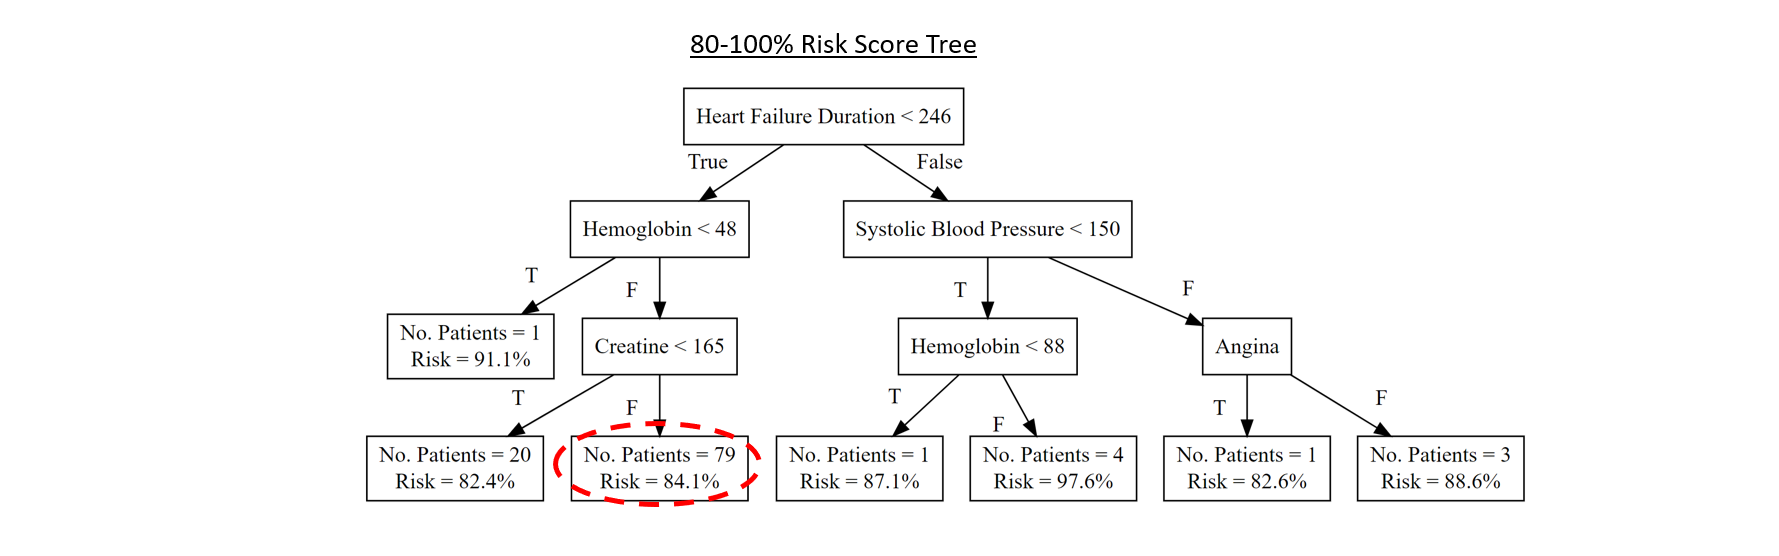 80-100% Risk Score Tree
Heart Failure Duration < 246
True
False
Hemoglobin < 48
Systolic Blood Pressure < 150
T
F
T
F
No. Patients = 1
Risk = 91.1%
Creatine < 165
Hemoglobin < 88
Angina
T
F
T
F
T
F
No. Patients = 20
Risk = 82.4%
No. Patients = 79
Risk = 84.1%
No. Patients = 1
Risk = 87.1%
No. Patients = 4
Risk = 97.6%
No. Patients = 1
Risk = 82.6%
No. Patients = 3
Risk = 88.6%